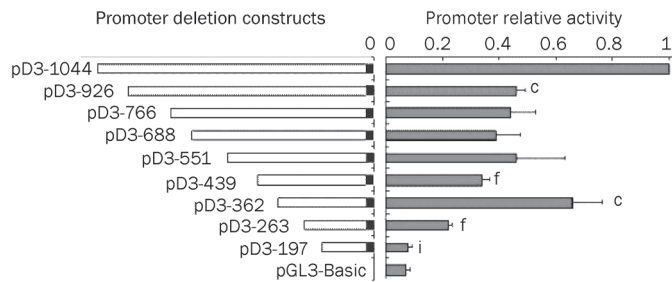 Promoter deletion constructs
Promoter relative activity
0
0 0.2 0.4 0.6 0.8 1
pD3-1044
pD3-926 c
pD3-766
pD3-688
pD3-551
pD3-439 f
pD3-362 c
pD3-263 f
pD3-197 i
pGL3-Basic